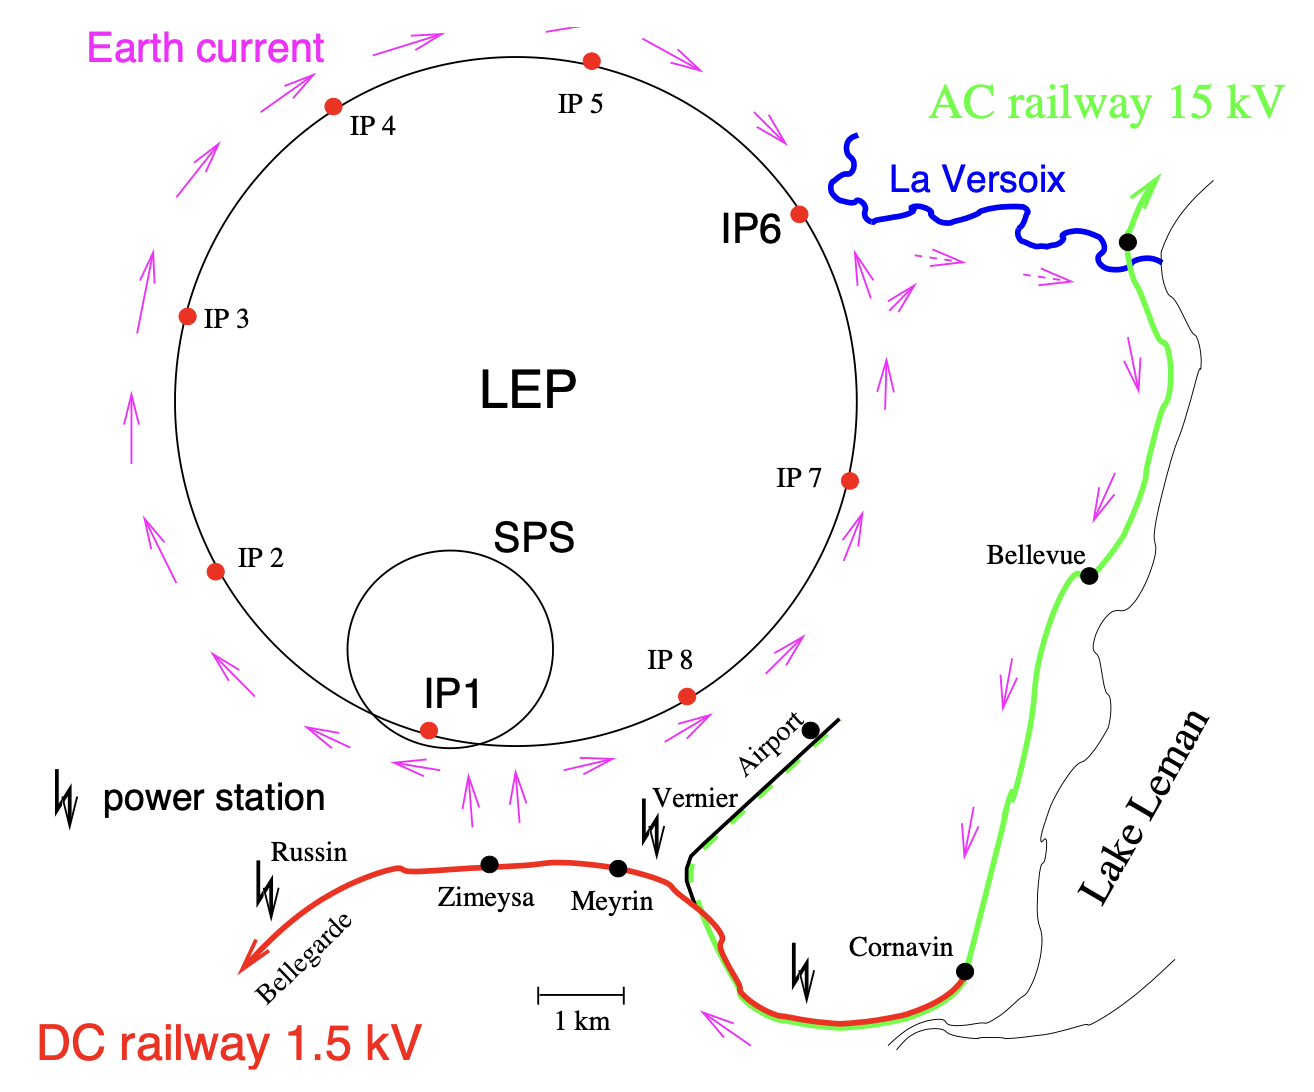 Earth current
IP 5
IP 4
AC railway 15 kV
La Versoix
IP6
IP 3
LEP
IP 7
SPS
IP 2
Bellevue
IP 8
IP1
Airport
power station
Vernier
Russin
Zimeysa
Meyrin
Lake Leman
Cornavin
Bellegarde
1 km
DC railway 1.5 kV